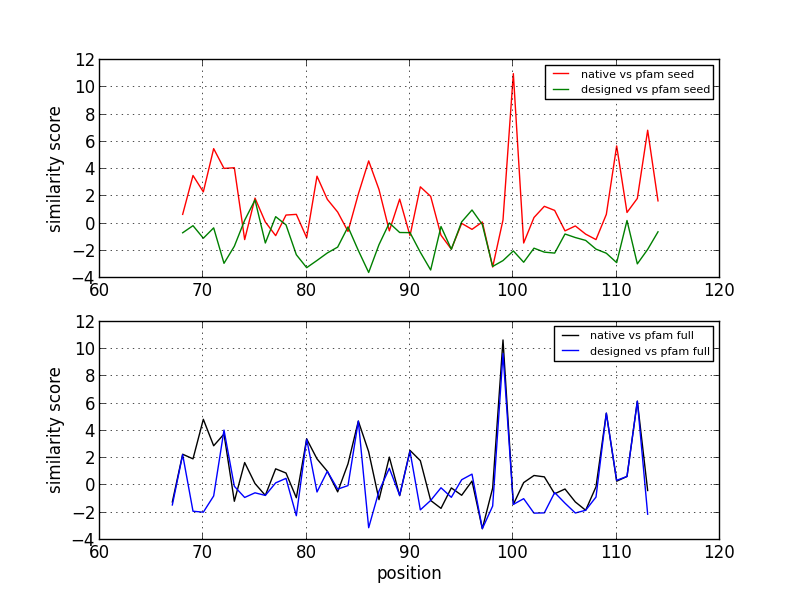 12
10
8
6
4
2
0
−2
−4
similarity score
native vs pfam seed
designed vs pfam seed
60 70 80 90 100 110 120
12
10
8
6
4
2
0
−2
−4
similarity score
native vs pfam full
designed vs pfam full
60 70 80 90 100 110 120
position